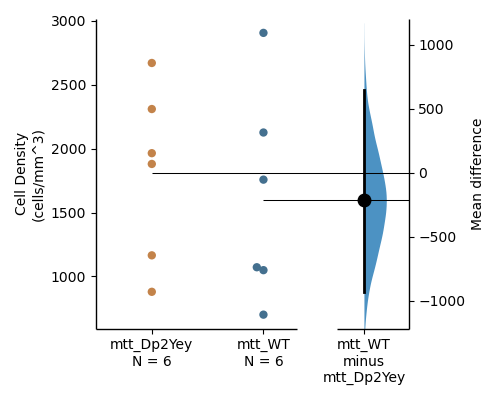 3000
2500
2000
1500
1000
Cell Density
(cells/mm^3)
mtt_Dp2Yey
N = 6
mtt_WT
N = 6
mtt_WT
minus
mtt_Dp2Yey
1000
500
0
−500
−1000
Mean difference